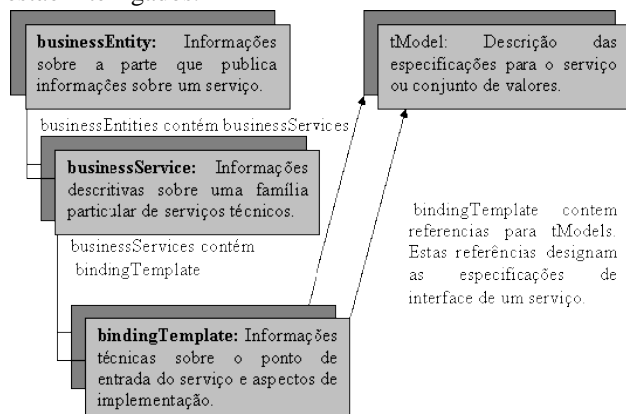 businessEntity: Informações
sobre a parte que publica
informações sobre um serviço.
tModel: Descrição das
especificações para o serviço
ou conjunto de valores.
businessEntities contém businessServices
businessService: Informações
descritivas sobre uma família
particular de serviços técnicos.
businessServices contém
bindingTemplate
bindingTemplate contem
referencias para tModels.
Estas referências designam
as especificações de
interface de um serviço.
bindingTemplate: Informações
técnicas sobre o ponto de
entrada do serviço e aspectos de
implementação.